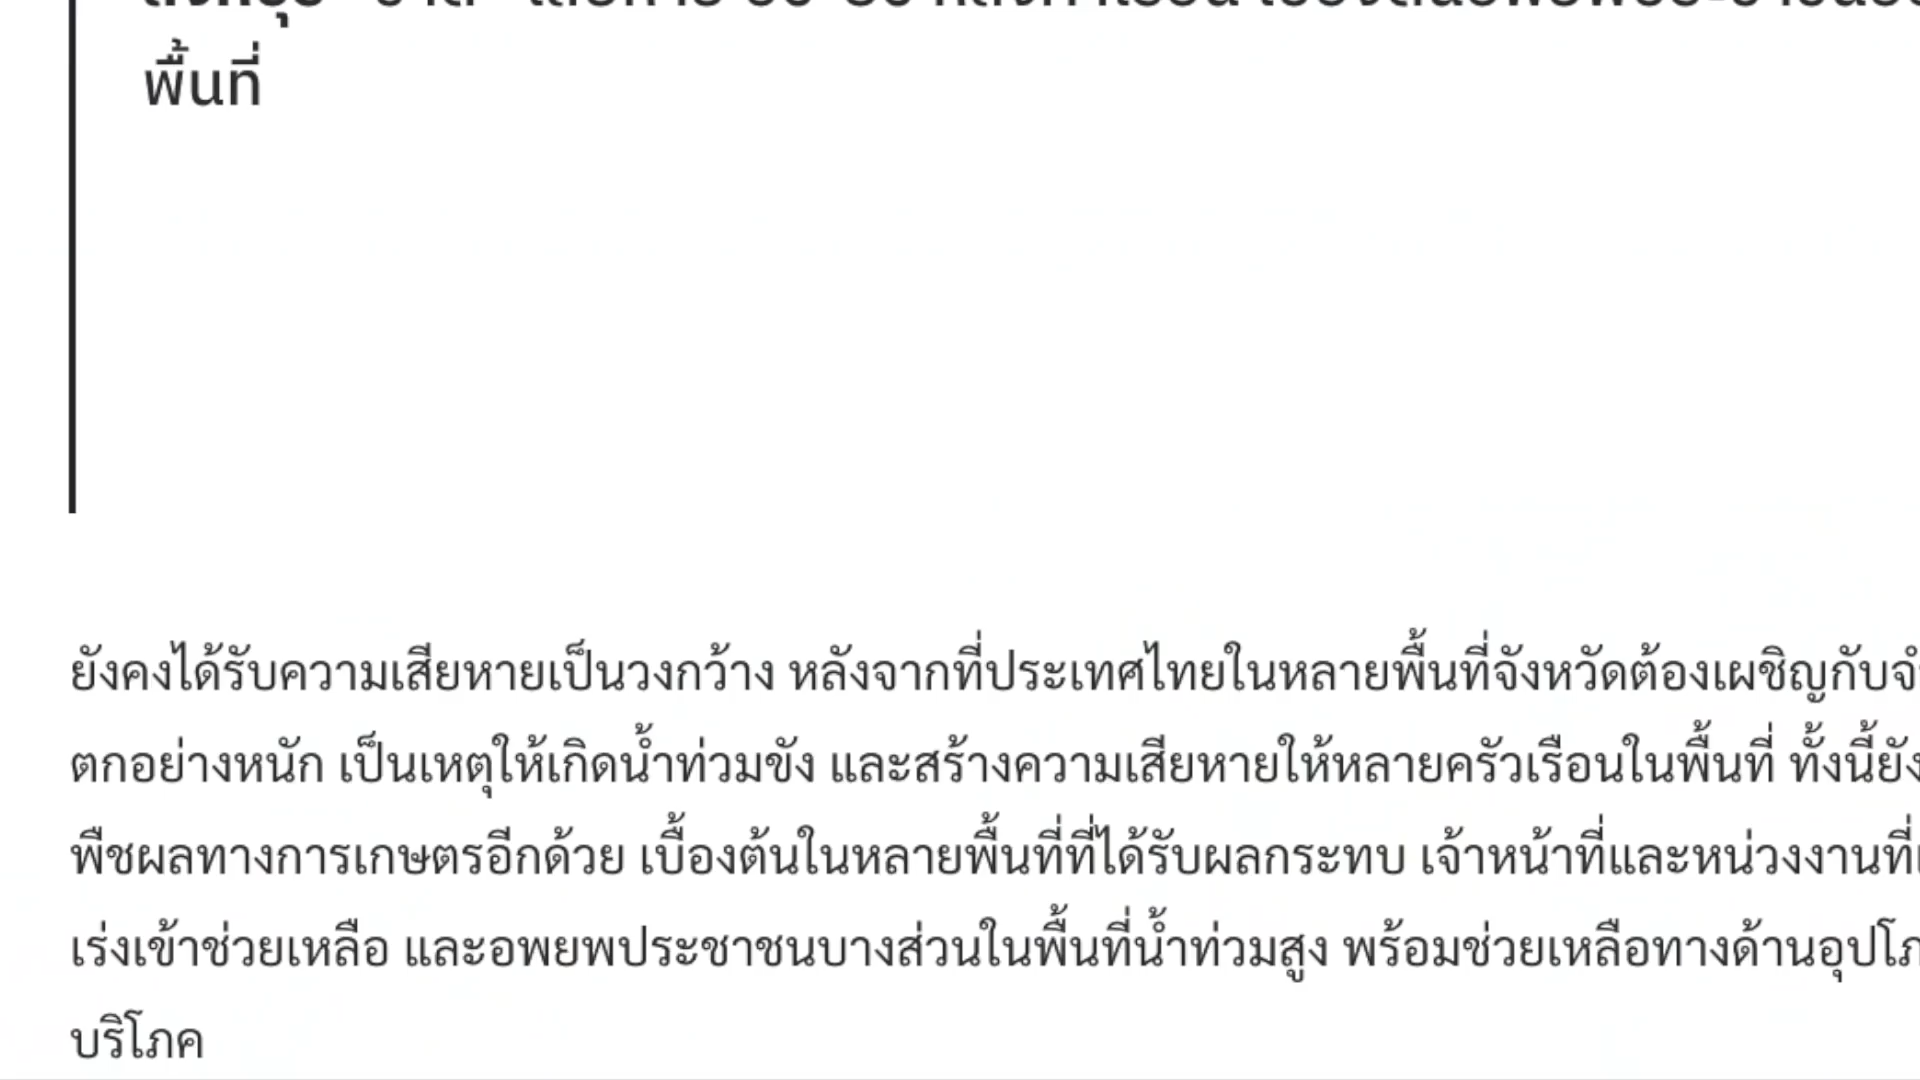 พื้นที่
ยังคงได้รับความเสียหายเป็นวงกว้าง หลังจากที่ประเทศไทยในหลายพื้นที่จังหวัดต้องเผชิญกับ
ตกอย่างหนัก เป็นเหตุให้เกิดน้ำท่วมขัง และสร้างความเสียหายให้หลายครัวเรือนในพื้นที่ ทั้งนี้ยัง
พืชผลทางการเกษตรอีกด้วย เบื้องต้นในหลายพื้นที่ที่ได้รับผลกระทบ เจ้าหน้าที่และหน่วงงานที่
เร่งเข้าช่วยเหลือ และอพยพประชาชนบางส่วนในพื้นที่น้ำท่วมสูง พร้อมช่วยเหลือทางด้านอุปโภ
บริโภค